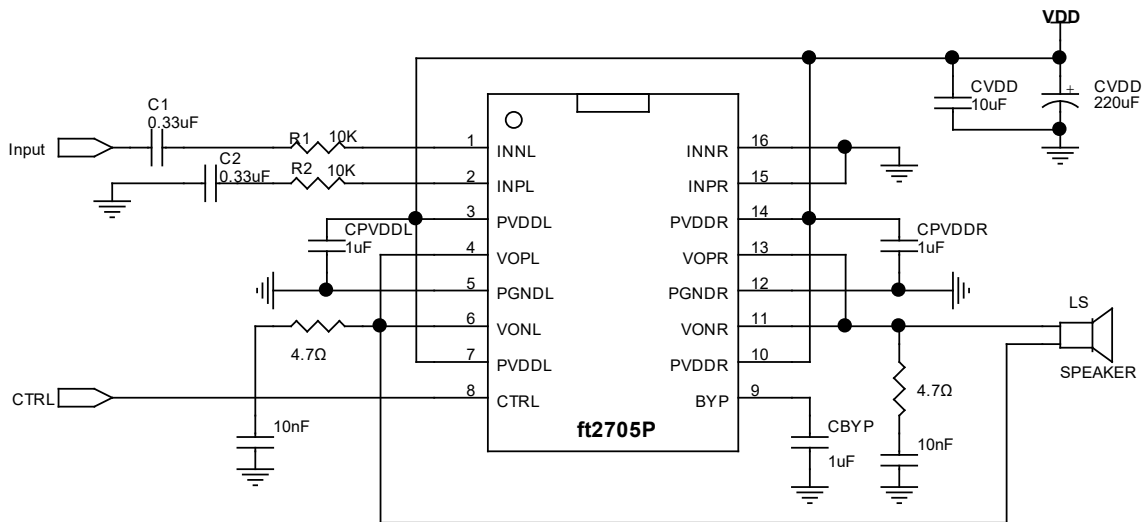 VDD
CVDD
10uF
CVDD
220uF
+
C1
0.33uF
R1 10K
Input
1 INNL
INNR 16
C2
0.33uF
R2 10K
2 INPL
INPR 15
3 PVDDL
PVDDR 14
CPVDDL
1uF
CPVDDR
1uF
4 VOPL
VOPR 13
5 PGNDL
PGNDR 12
6 VONL
VONR 11
4.7Ω
LS
SPEAKER
7 PVDDL
PVDDR 10
4.7Ω
CTRL
8 CTRL
BYP 9
ft2705P
10nF
CBYP
1uF
10nF